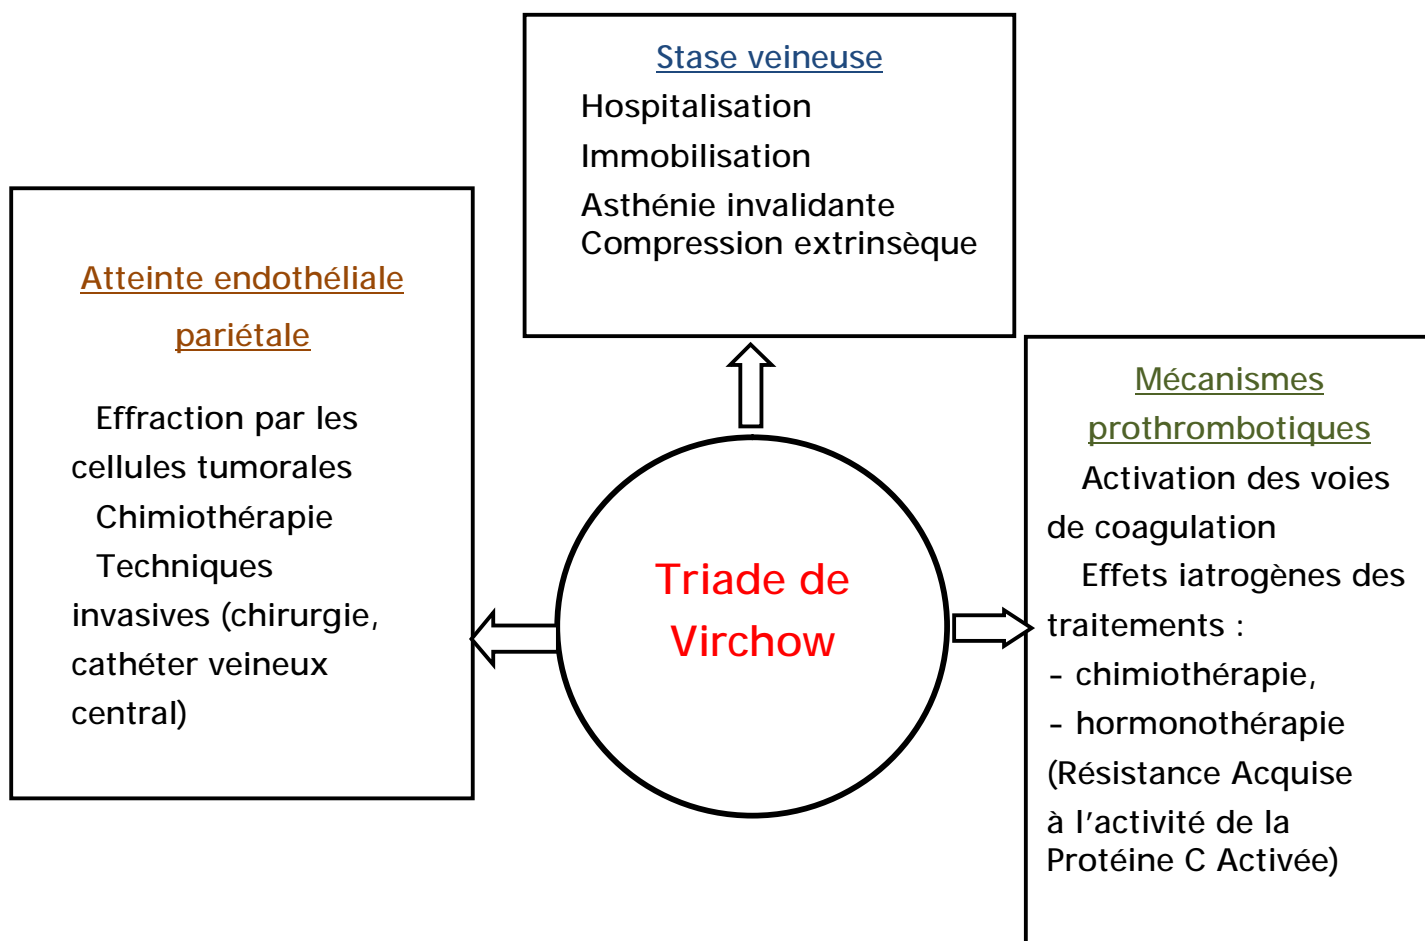 Stase veineuse
Hospitalisation
Immobilisation
Asthénie invalidante
Compression extrinsèque
Atteinte endothéliale
pariétale
Effraction par les
cellules tumorales
Chimiothérapie
Techniques
invasives (chirurgie,
cathéter veineux
central)
Triade de
Virchow
Mécanismes
prothrombotiques
Activation des voies
de coagulation
Effets iatrogènes des
traitements :
- chimiothérapie,
- hormonothérapie
(Résistance Acquise
à l’activité de la
Protéine C Activée)